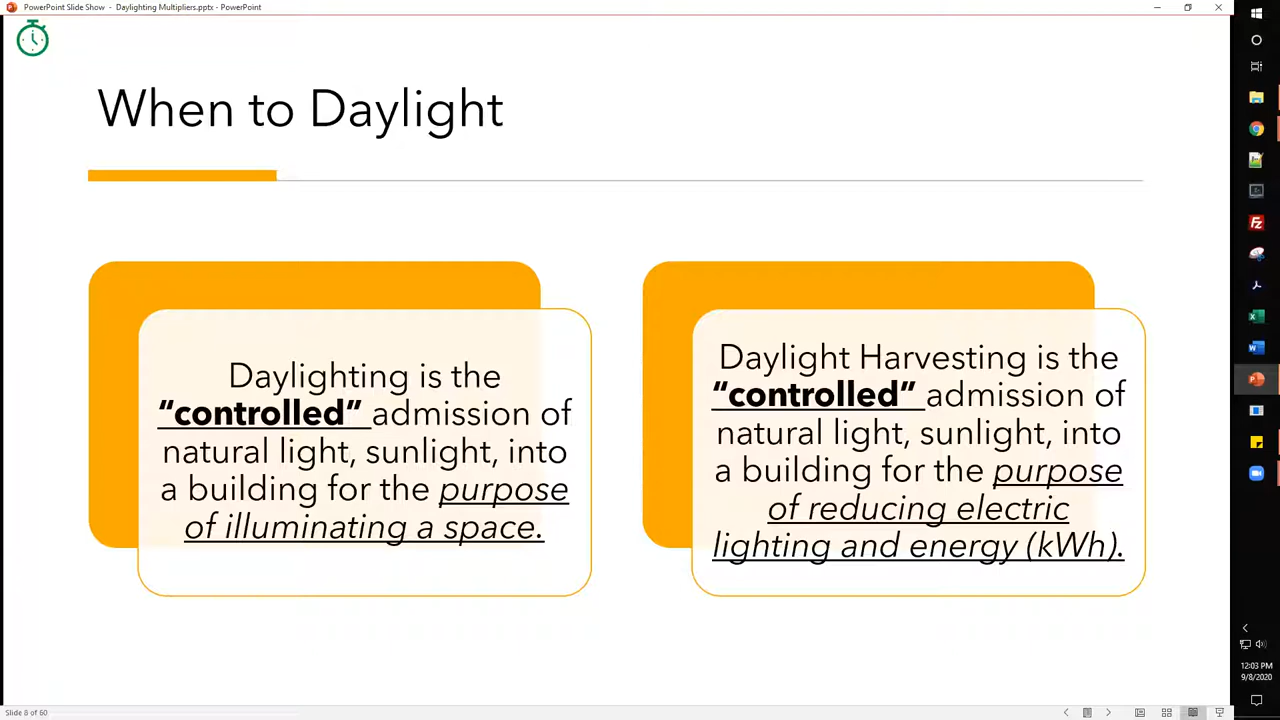 PowerPoint Slide Show - Daylighting Multipliers.pptx - PowerPoint
When to Daylight
Daylighting is the
“controlled” admission of
natural light, sunlight, into
a building for the purpose
of illuminating a space.
Daylight Harvesting is the
“controlled” admission of
natural light, sunlight, into
a building for the purpose
of reducing electric
lighting and energy (kWh).
12:03 PM
9/8/2020
Slide 8 of 60